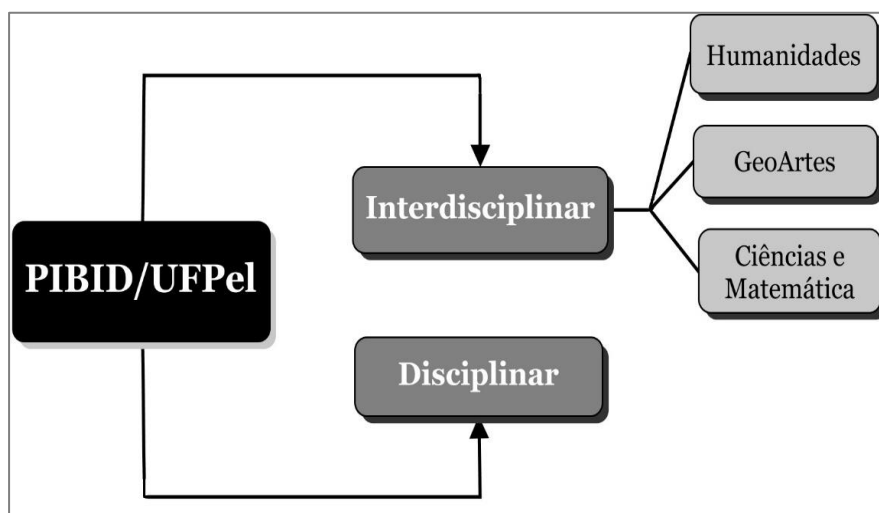 PIBID/UFPel
Interdisciplinar
Humanidades
GeoArtes
Ciências e
Matemática
Disciplinar